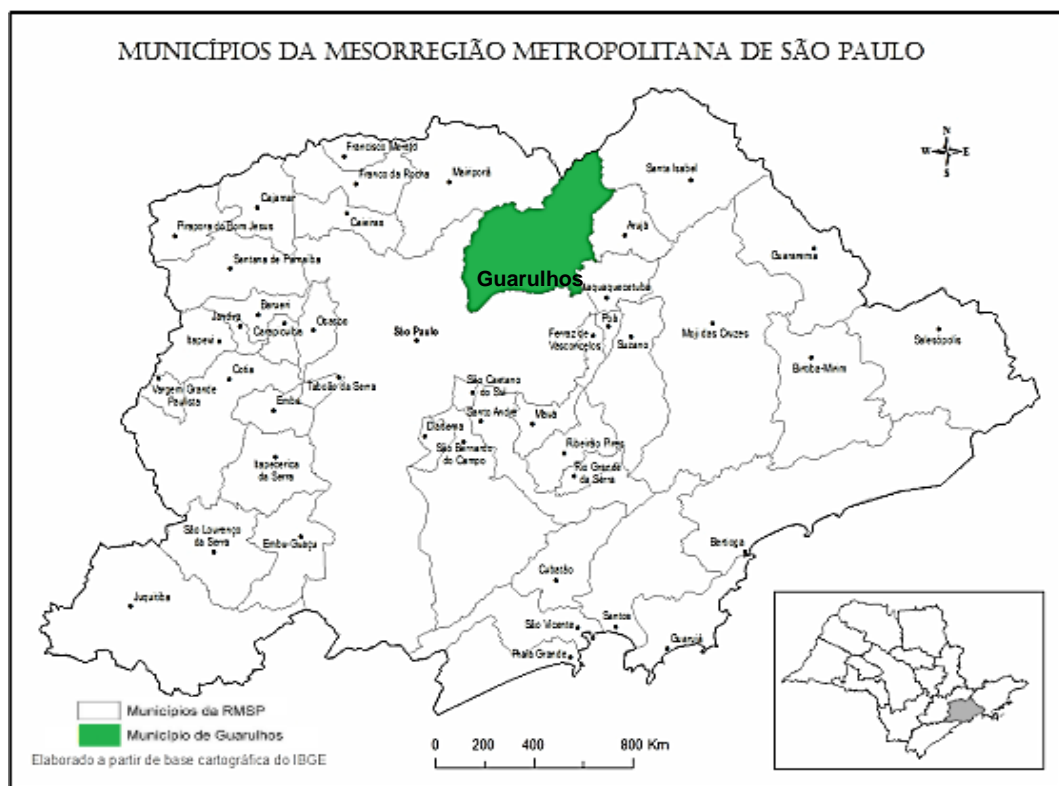 MUNICÍPIOS DA MESORREGIÃO METROPOLITANA DE SÃO PAULO
N
W E
S
Francisco Morato
Franco da Rocha
Mairiporã
Santa Isabel
Cajamar
Caieiras
Pirapora do Bom Jesus
Arujá
Guararema
Santana de Parnaíba
Guarulhos
Itaquaquecetuba
Barueri
Jandira
Carapicuíba
Osasco
Itapevi
São Paulo
Poá
Ferraz de
Vasconcelos
Suzano
Moji das Cruzes
Salesópolis
Biritiba-Mirim
Cotia
Vargem Grande
Paulista
Taboão da Serra
Embu
São Caetano
do Sul
Santo André
Mauá
Diadema
São Bernardo
do Campo
Ribeirão Pires
Rio Grande
da Serra
Itapecerica
da Serra
São Lourenço
da Serra
Embu-Guaçu
Bertioga
Cubatão
Juquitiba
São Vicente
Santos
Guarujá
Praia Grande
Municípios da RMSP
Município de Guarulhos
Elaborado a partir de base cartográfica do IBGE
0 200 400 800 Km